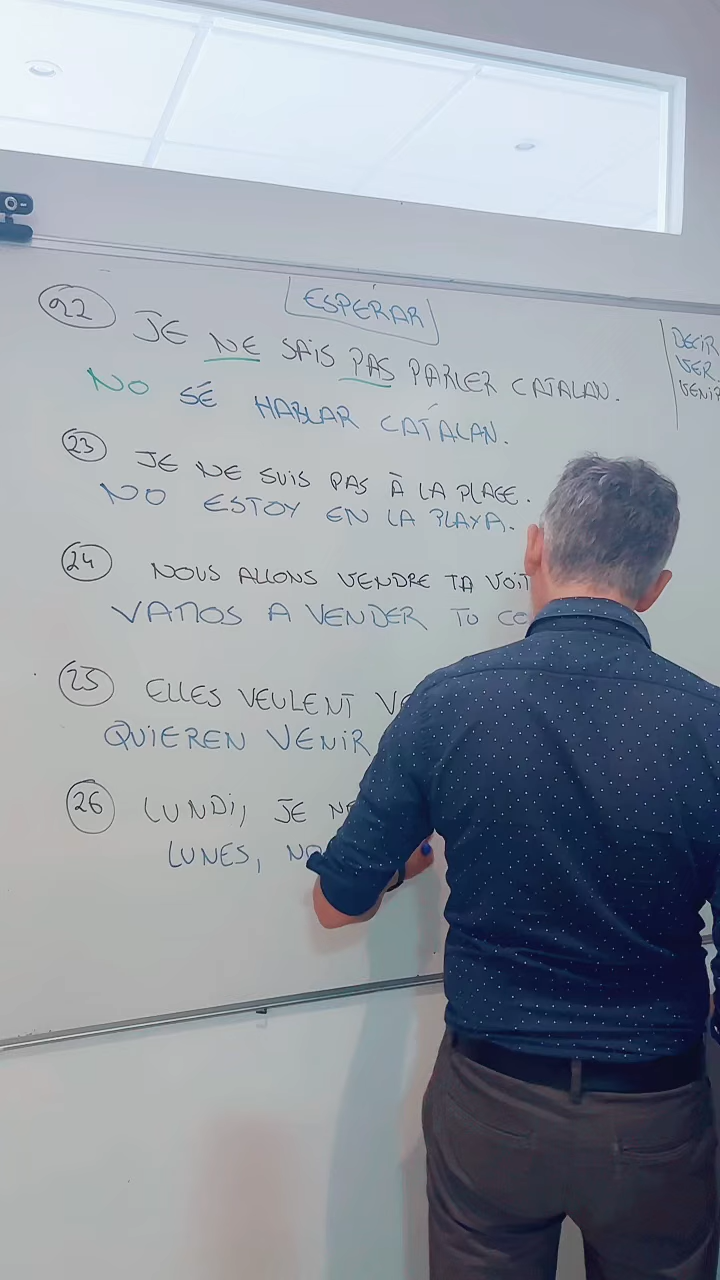 ESPERAR
22 JE NE SAIS PAS PARLER CATALAN.
NO SÉ HABLAR CATALAN.
23 JE NE SUIS PAS À LA PLAGE.
NO ESTOY EN LA PLAYA.
24 NOUS ALLONS VENDRE TA VOIT
VAMOS A VENDER TU CO
25 ELLES VEULENT
QUIEREN VENIR
26 LUNDI, JE
LUNES, NO
DECIR
VER
VENIR